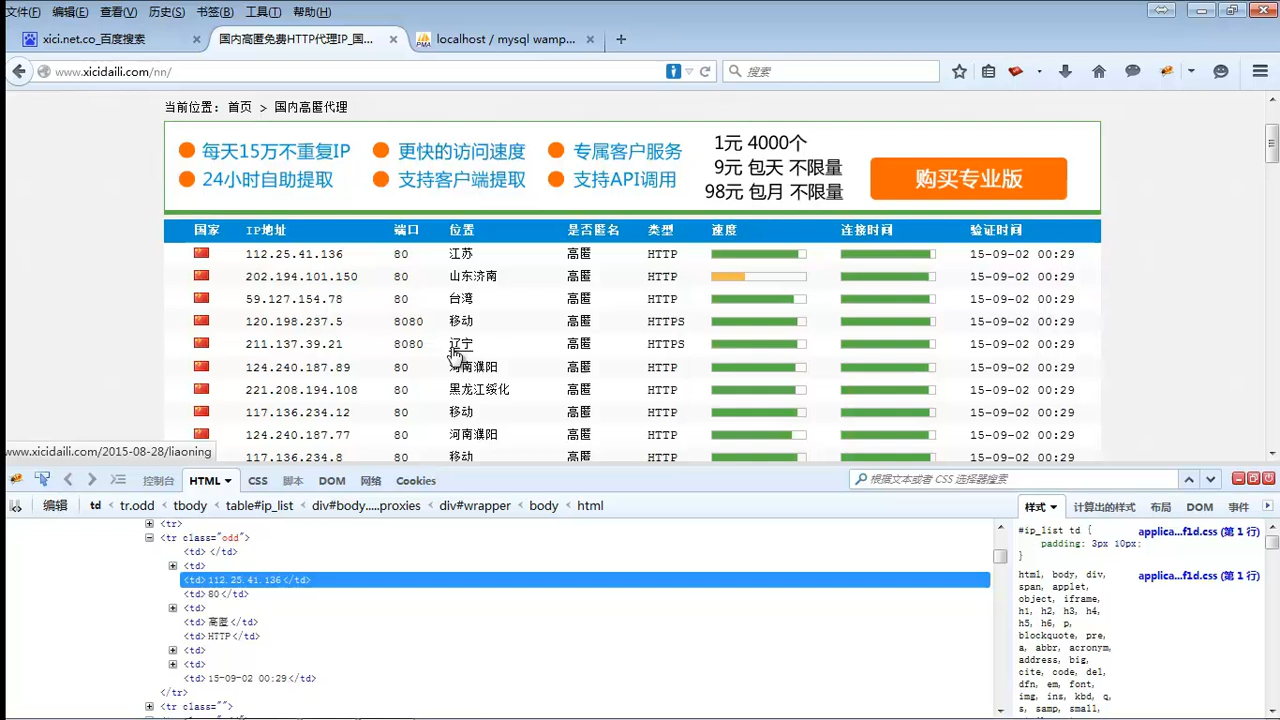 文件(F) 编辑(E) 查看(V) 历史(S) 书签(B) 工具(T) 帮助(H)
xici.net.co_百度搜索 国内高匿免费HTTP代理IP_国... localhost / mysql wamp...
www.xicidaili.com/nn/ 搜索
当前位置: 首页 > 国内高匿代理
每天15万不重复IP 更快的访问速度 专属客户服务 1元 4000个
9元 包天 不限量 购买专业版
24小时自助提取 支持客户端提取 支持API调用 98元 包月 不限量
国家 IP地址 端口 位置 是否匿名 类型 速度 连接时间 验证时间
112.25.41.136 80 江苏 高匿 HTTP 15-09-02 00:29
202.194.101.150 80 山东济南 高匿 HTTP 15-09-02 00:29
59.127.154.78 80 台湾 高匿 HTTP 15-09-02 00:29
120.198.237.5 8080 移动 高匿 HTTPS 15-09-02 00:29
211.137.39.21 8080 辽宁 高匿 HTTPS 15-09-02 00:29
124.240.187.89 80 河南濮阳 高匿 HTTP 15-09-02 00:29
221.208.194.108 80 黑龙江绥化 高匿 HTTP 15-09-02 00:29
117.136.234.12 80 移动 高匿 HTTP 15-09-02 00:29
124.240.187.77 80 河南濮阳 高匿 HTTP 15-09-02 00:29
117.136.234.8 80 移动 高匿 HTTP 15-09-02 00:29
www.xicidaili.com/2015-08-28/liaoning
控制台 HTML CSS 脚本 DOM 网络 Cookies 根据文本或者 CSS 选择器搜索
编辑 td tr.odd tbody table#ip_list div#body.....proxies div#wrapper body html 样式 计算出的样式 布局 DOM 事件
<tr>
<tr class="odd">
<td> </td>
<td>
<td>112.25.41.136</td>
<td>80</td>
<td>
<td>高匿</td>
<td>HTTP</td>
<td>
<td>
<td>15-09-02 00:29</td>
</tr>
<tr class="">
#ip_list td { applica...f1d.css (第 1 行)
padding: 3px 10px;
}
html, body, div, applica...f1d.css (第 1 行)
span, applet,
object, iframe,
h1, h2, h3, h4,
h5, h6, p,
blockquote, pre,
a, abbr, acronym,
address, big,
cite, code, del,
dfn, em, font,
img, ins, kbd, q,
s, samp, small,